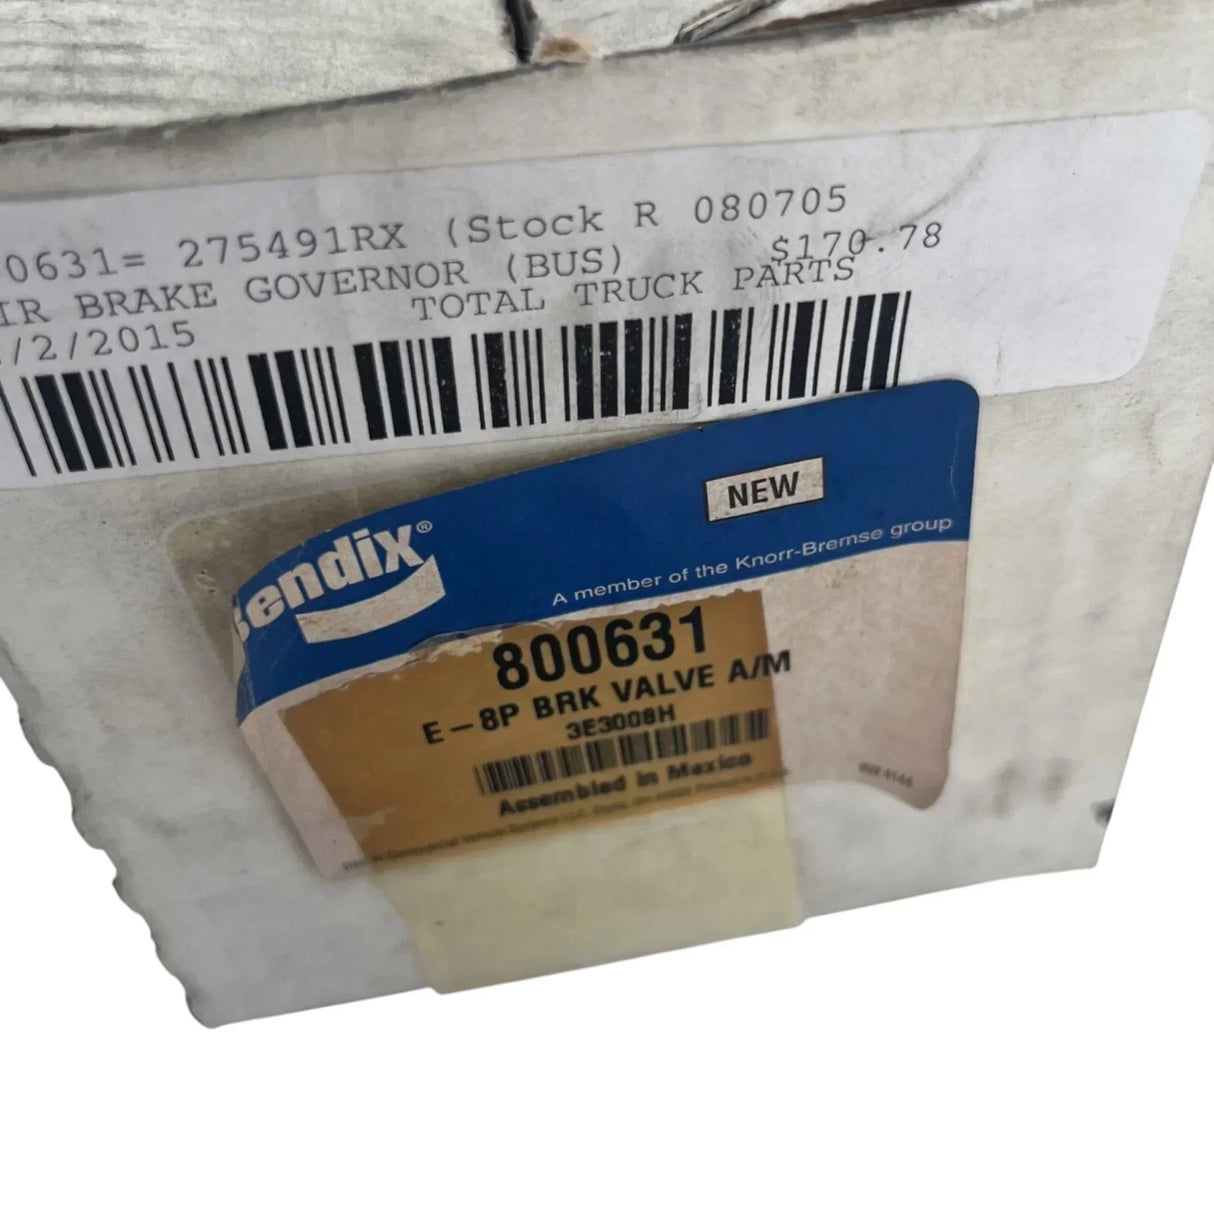 0631= 275491RX (Stock R 080705
IR BRAKE GOVERNOR (BUS) $170.78
/2/2015 TOTAL TRUCK PARTS
Bendix®
NEW
A member of the Knorr-Bremse group
800631
E-8P BRK VALVE A/M
3E3008H
Assembled in Mexico